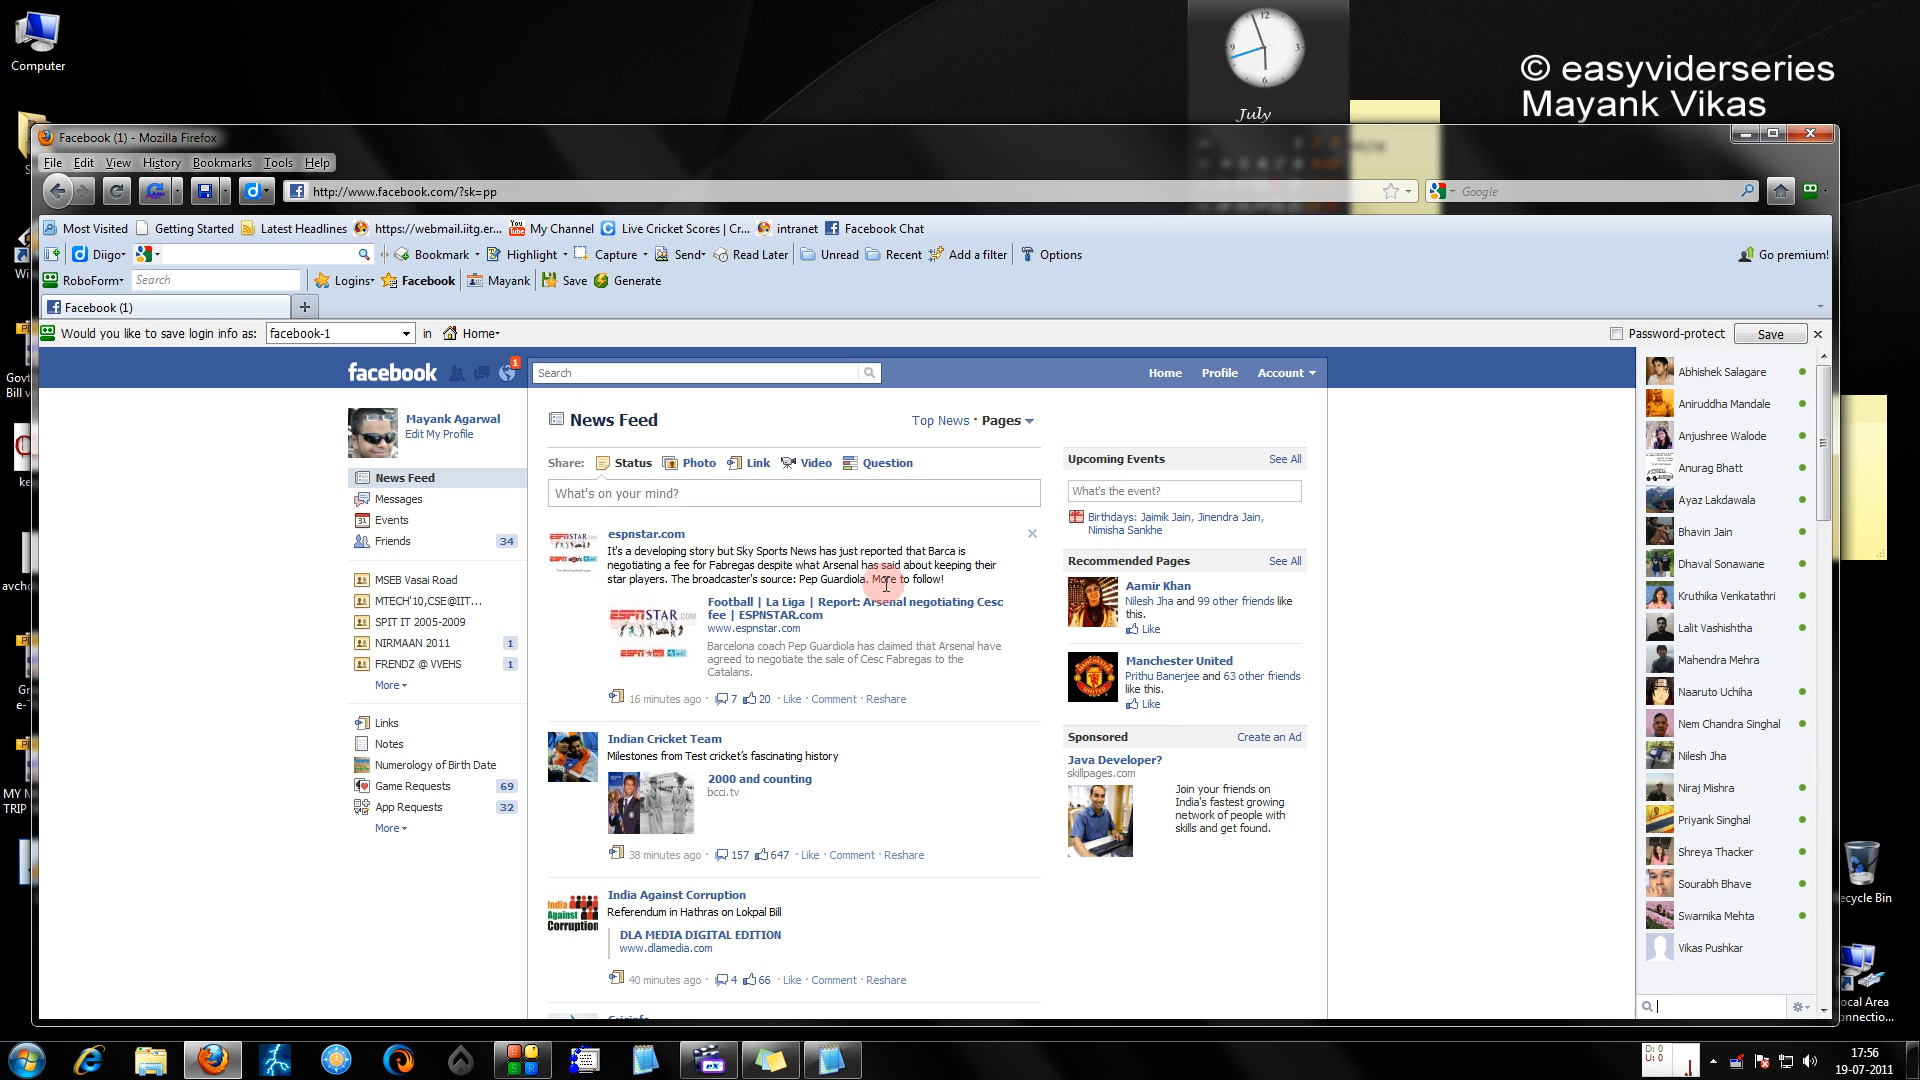 Computer
12
3
6
9
July
© easyviderseries
Mayank Vikas
Facebook (1) - Mozilla Firefox
File Edit View History Bookmarks Tools Help
http://www.facebook.com/?sk=pp
Google
Most Visited Getting Started Latest Headlines https://webmail.iitg.er... My Channel Live Cricket Scores | Cr... intranet Facebook Chat
Diigo Bookmark Highlight Capture Send Read Later Unread Recent Add a filter Options Go premium!
RoboForm Search Logins Facebook Mayank Save Generate
Facebook (1)
Would you like to save login info as: facebook-1 in Home Password-protect Save
facebook 1 Search Home Profile Account
Mayank Agarwal
Edit My Profile
News Feed
Messages
Events
Friends 34
MSEB Vasai Road
MTECH'10,CSE@IIT...
SPIT IT 2005-2009
NIRMAAN 2011 1
FRENDZ @ VVEHS 1
More
Links
Notes
Numerology of Birth Date
Game Requests 69
App Requests 32
More
News Feed Top News · Pages
Share: Status Photo Link Video Question
What's on your mind?
espnstar.com
It's a developing story but Sky Sports News has just reported that Barca is
negotiating a fee for Fabregas despite what Arsenal has said about keeping their
star players. The broadcaster's source: Pep Guardiola. More to follow!
Football | La Liga | Report: Arsenal negotiating Cesc
fee | ESPNSTAR.com
www.espnstar.com
Barcelona coach Pep Guardiola has claimed that Arsenal have
agreed to negotiate the sale of Cesc Fabregas to the
Catalans.
ESPNSTAR.com
16 minutes ago · 7 20 · Like · Comment · Reshare
Indian Cricket Team
Milestones from Test cricket's fascinating history
2000 and counting
bcci.tv
38 minutes ago · 157 647 · Like · Comment · Reshare
India Against Corruption
Referendum in Hathras on Lokpal Bill
India
Against
Corruption
DLA MEDIA DIGITAL EDITION
www.dlamedia.com
40 minutes ago · 4 66 · Like · Comment · Reshare
Cricinfo
Upcoming Events See All
What's the event?
Birthdays: Jaimik Jain, Jinendra Jain,
Nimisha Sankhe
Recommended Pages See All
Aamir Khan
Nilesh Jha and 99 other friends like
this.
Like
Manchester United
Prithu Banerjee and 63 other friends
like this.
Like
Sponsored Create an Ad
Java Developer?
skillpages.com
Join your friends on
India's fastest growing
network of people with
skills and get found.
Abhishek Salagare
Aniruddha Mandale
Anjushree Walode
Anurag Bhatt
Ayaz Lakdawala
Bhavin Jain
Dhaval Sonawane
Kruthika Venkatathri
Lalit Vashishtha
Mahendra Mehra
Naaruto Uchiha
Nem Chandra Singhal
Nilesh Jha
Niraj Mishra
Priyank Singhal
Shreya Thacker
Sourabh Bhave
Swarnika Mehta
Vikas Pushkar
D: 0
U: 0
17:56
19-07-2011